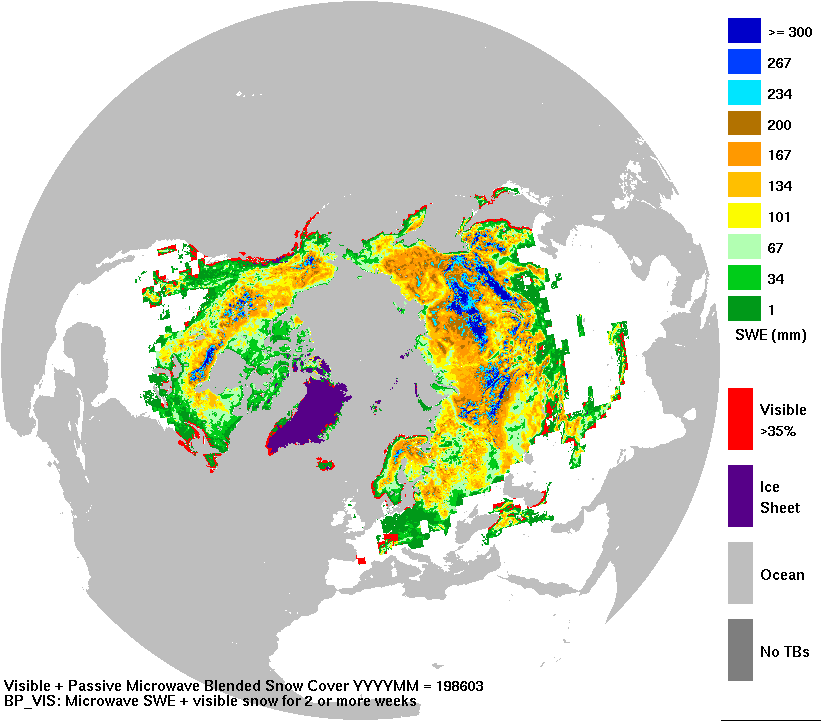 >= 300
267
234
200
167
134
101
67
34
1
SWE (mm)
Visible
>35%
Ice
Sheet
Ocean
No TBs
Visible + Passive Microwave Blended Snow Cover YYYYMM = 198603
BP_VIS: Microwave SWE + visible snow for 2 or more weeks